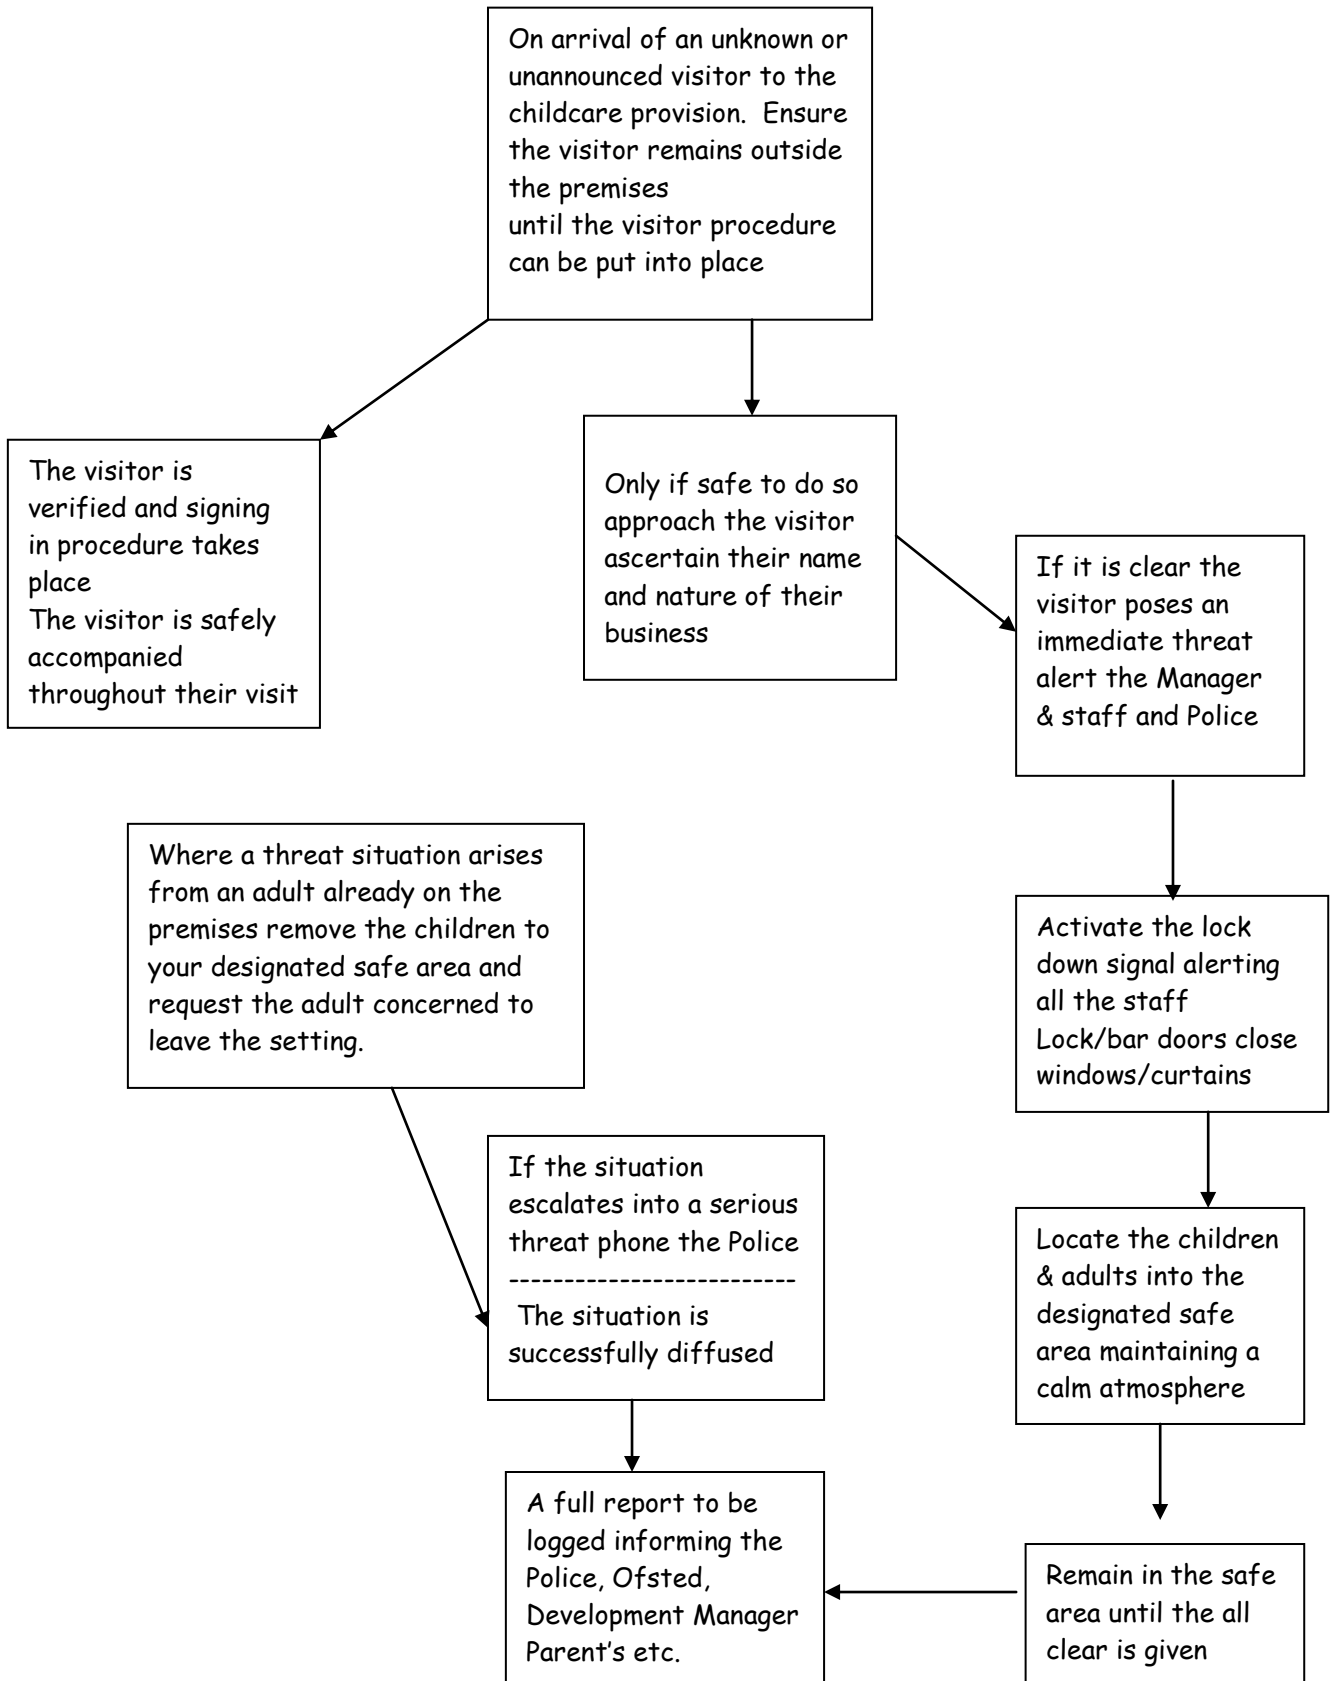 On arrival of an unknown or
unannounced visitor to the
childcare provision.  Ensure
the visitor remains outside
the premises
until the visitor procedure
can be put into place
The visitor is
verified and signing
in procedure takes
place
The visitor is safely
accompanied
throughout their visit
Only if safe to do so
approach the visitor
ascertain their name
and nature of their
business
If it is clear the
visitor poses an
immediate threat
alert the Manager
& staff and Police
Where a threat situation arises
from an adult already on the
premises remove the children to
your designated safe area and
request the adult concerned to
leave the setting.
Activate the lock
down signal alerting
all the staff
Lock/bar doors close
windows/curtains
If the situation
escalates into a serious
threat phone the Police
--------------------------
The situation is
successfully diffused
Locate the children
& adults into the
designated safe
area maintaining a
calm atmosphere
A full report to be
logged informing the
Police, Ofsted,
Development Manager
Parent's etc.
Remain in the safe
area until the all
clear is given